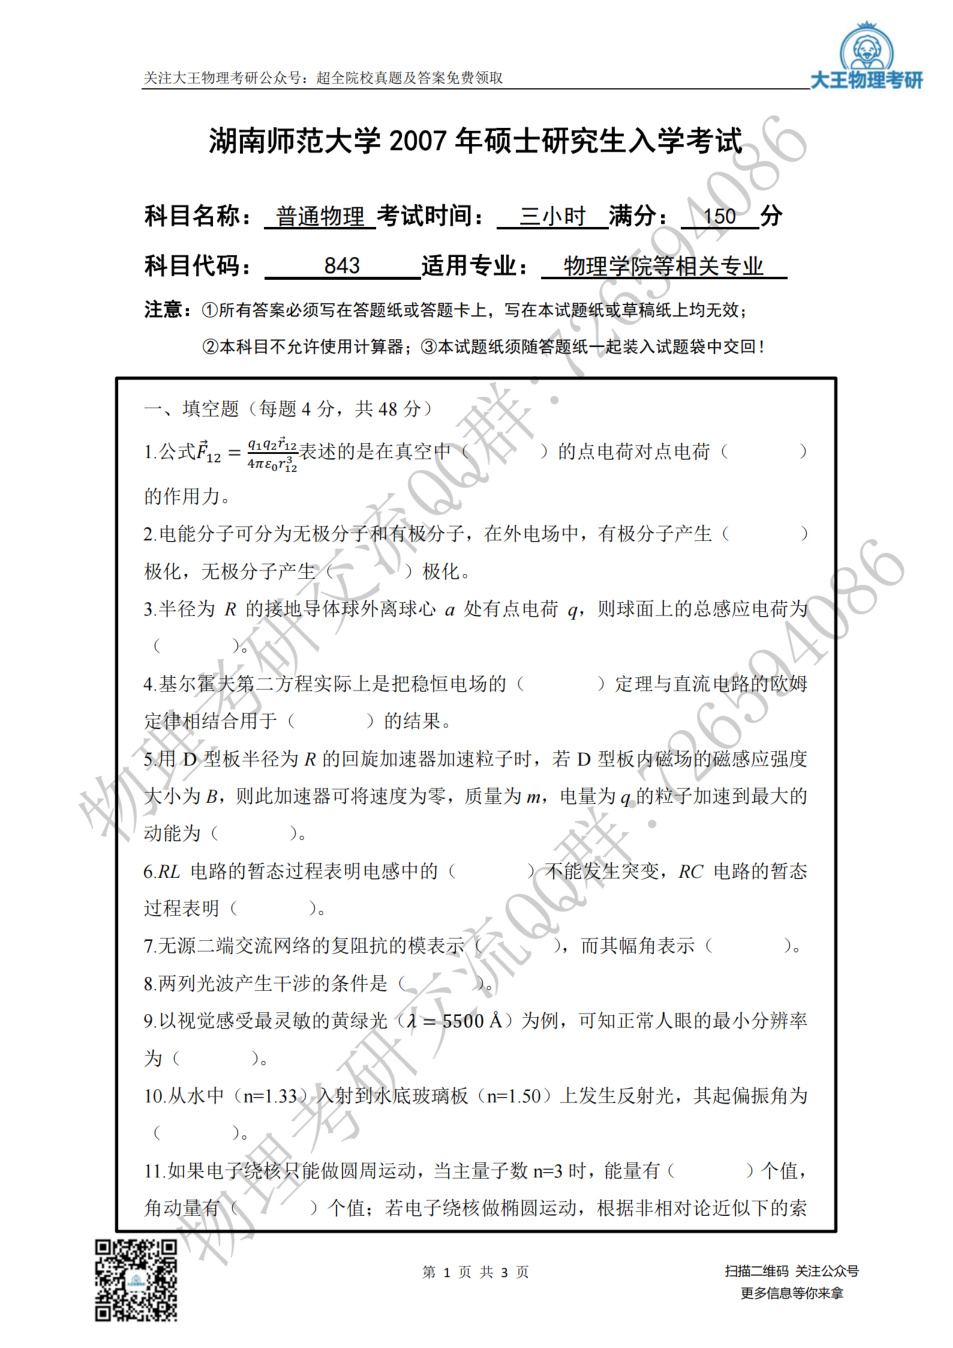 关注大王物理考研公众号：超全院校真题及答案免费领取
大王物理考研
湖南师范大学 2007 年硕士研究生入学考试
科目名称： 普通物理 考试时间： 三小时 满分： 150 分
科目代码： 843 适用专业： 物理学院等相关专业
注意：①所有答案必须写在答题纸或答题卡上，写在本试题纸或草稿纸上均无效；
②本科目不允许使用计算器；③本试题纸须随答题纸一起装入试题袋中交回！
一、填空题（每题 4 分，共 48 分）
1.公式$\vec{F}_{12} = \frac{q_1 q_2 \vec{r}_{12}}{4\pi\varepsilon_0 r_{12}^3}$表述的是在真空中（ ）的点电荷对点电荷（ ）
的作用力。
2.电能分子可分为无极分子和有极分子，在外电场中，有极分子产生（ ）
极化，无极分子产生（ ）极化。
3.半径为 R 的接地导体球外离球心 a 处有点电荷 q，则球面上的总感应电荷为
（ ）。
4.基尔霍夫第二方程实际上是把稳恒电场的（ ）定理与直流电路的欧姆
定律相结合用于（ ）的结果。
5.用 D 型板半径为 R 的回旋加速器加速粒子时，若 D 型板内磁场的磁感应强度
大小为 B，则此加速器可将速度为零，质量为 m，电量为 q 的粒子加速到最大的
动能为（ ）。
6.RL 电路的暂态过程表明电感中的（ ）不能发生突变，RC 电路的暂态
过程表明（ ）。
7.无源二端交流网络的复阻抗的模表示（ ），而其幅角表示（ ）。
8.两列光波产生干涉的条件是（ ）。
9.以视觉感受最灵敏的黄绿光（λ = 5500 Å）为例，可知正常人眼的最小分辨率
为（ ）。
10.从水中（n=1.33）入射到水底玻璃板（n=1.50）上发生反射光，其起偏振角为
（ ）。
11.如果电子绕核只能做圆周运动，当主量子数 n=3 时，能量有（ ）个值，
角动量有（ ）个值；若电子绕核做椭圆运动，根据非相对论近似下的索
物理考研交流QQ群：726594086
物理考研交流QQ群：726594086
第 1 页 共 3 页
扫描二维码 关注公众号
更多信息等你来拿